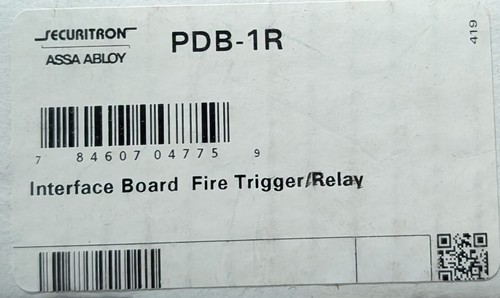 SECURITRON
ASSA ABLOY
PDB-1R
419
7 84607 04775 9
Interface Board Fire Trigger/Relay